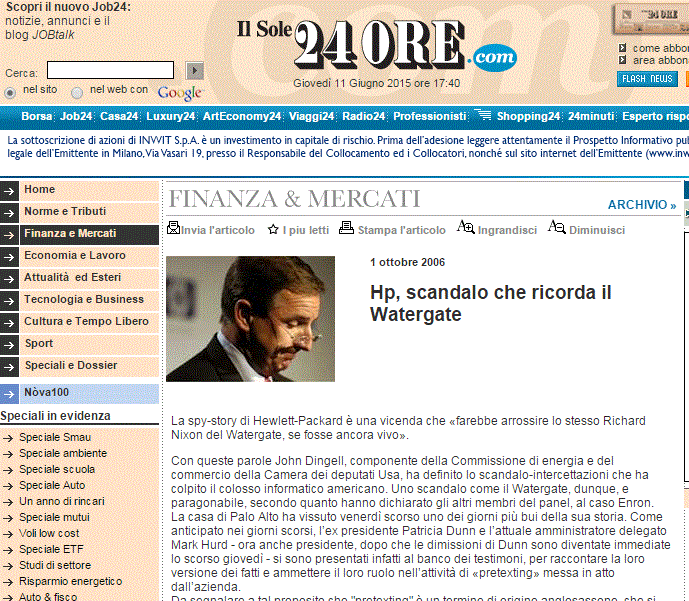 Scopri il nuovo Job24:
notizie, annunci e il
blog JOBtalk
Cerca:
nel sito
nel web con
Google
Il Sole
24 ORE
.com
Giovedì 11 Giugno 2015 ore 17:40
24 ORE
come abbon
area abbon
FLASH NEWS
Borsa Job24 Casa24 Luxury24 ArtEconomy24 Viaggi24 Radio24 Professionisti Shopping24 24minuti Esperto rispo
La sottoscrizione di azioni di INWIT S.p.A. è un investimento in capitale di rischio. Prima dell'adesione leggere attentamente il Prospetto Informativo pub
legale dell'Emittente in Milano, Via Vasari 19, presso il Responsabile del Collocamento ed i Collocatori, nonché sul sito internet dell'Emittente (www.inw
Home
Norme e Tributi
Finanza e Mercati
Economia e Lavoro
Attualità ed Esteri
Tecnologia e Business
Cultura e Tempo Libero
Sport
Speciali e Dossier
Nòva100
Speciali in evidenza
Speciale Smau
Speciale ambiente
Speciale scuola
Speciale Auto
Un anno di rincari
Speciale mutui
Voli low cost
Speciale ETF
Studi di settore
Risparmio energetico
Auto & fisco
FINANZA & MERCATI
ARCHIVIO »
Invia l'articolo
I piu letti
Stampa l'articolo
Ingrandisci
Diminuisci
1 ottobre 2006
Hp, scandalo che ricorda il
Watergate
La spy-story di Hewlett-Packard è una vicenda che «farebbe arrossire lo stesso Richard
Nixon del Watergate, se fosse ancora vivo».
Con queste parole John Dingell, componente della Commissione di energia e del
commercio della Camera dei deputati Usa, ha definito lo scandalo-intercettazioni che ha
colpito il colosso informatico americano. Uno scandalo come il Watergate, dunque, e
paragonabile, secondo quanto hanno dichiarato gli altri membri del panel, al caso Enron.
La casa di Palo Alto ha vissuto venerdì scorso uno dei giorni più bui della sua storia. Come
anticipato nei giorni scorsi, l'ex presidente Patricia Dunn e l'attuale amministratore delegato
Mark Hurd - ora anche presidente, dopo che le dimissioni di Dunn sono diventate immediate
lo scorso giovedì - si sono presentati infatti al banco dei testimoni, per raccontare la loro
versione dei fatti e ammettere il loro ruolo nell'attività di «pretexting» messa in atto
dall'azienda.
Da segnalare a tal proposito che "pretexting" è un termine di origine anglosassone, che si